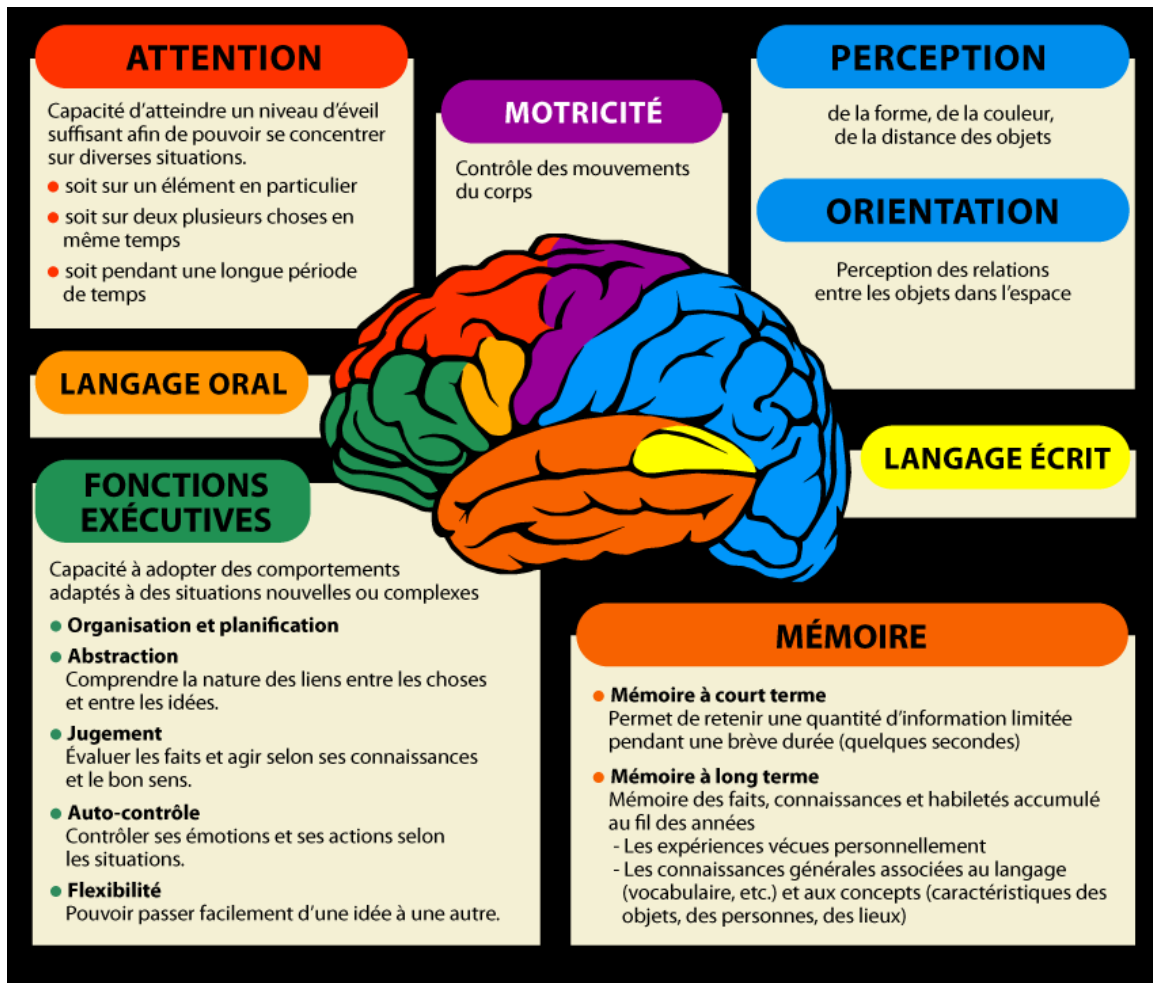 ATTENTION
Capacité d'atteindre un niveau d'éveil
suffisant afin de pouvoir se concentrer
sur diverses situations.
• soit sur un élément en particulier
• soit sur deux plusieurs choses en
même temps
• soit pendant une longue période
de temps
MOTRICITÉ
Contrôle des mouvements
du corps
PERCEPTION
de la forme, de la couleur,
de la distance des objets
ORIENTATION
Perception des relations
entre les objets dans l'espace
LANGAGE ORAL
LANGAGE ÉCRIT
FONCTIONS
EXÉCUTIVES
Capacité à adopter des comportements
adaptés à des situations nouvelles ou complexes
• Organisation et planification
• Abstraction
Comprendre la nature des liens entre les choses
et entre les idées.
• Jugement
Évaluer les faits et agir selon ses connaissances
et le bon sens.
• Auto-contrôle
Contrôler ses émotions et ses actions selon
les situations.
• Flexibilité
Pouvoir passer facilement d'une idée à une autre.
MÉMOIRE
• Mémoire à court terme
Permet de retenir une quantité d'information limitée
pendant une brève durée (quelques secondes)
• Mémoire à long terme
Mémoire des faits, connaissances et habiletés accumulé
au fil des années
- Les expériences vécues personnellement
- Les connaissances générales associées au langage
(vocabulaire, etc.) et aux concepts (caractéristiques des
objets, des personnes, des lieux)